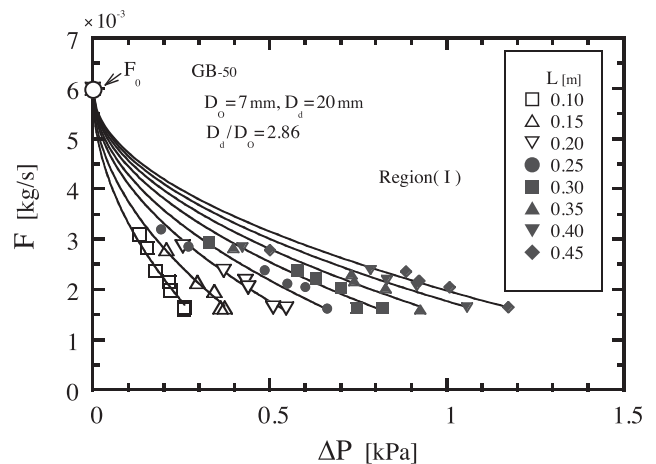 ×10⁻³
7
6
5
4
3
2
1
0
F [kg/s]
F₀
GB-50
D_O=7 mm, D_d=20 mm
D_d/D_O=2.86
Region( I )
L [m]
0.10
0.15
0.20
0.25
0.30
0.35
0.40
0.45
0 0.5 1 1.5
ΔP [kPa]